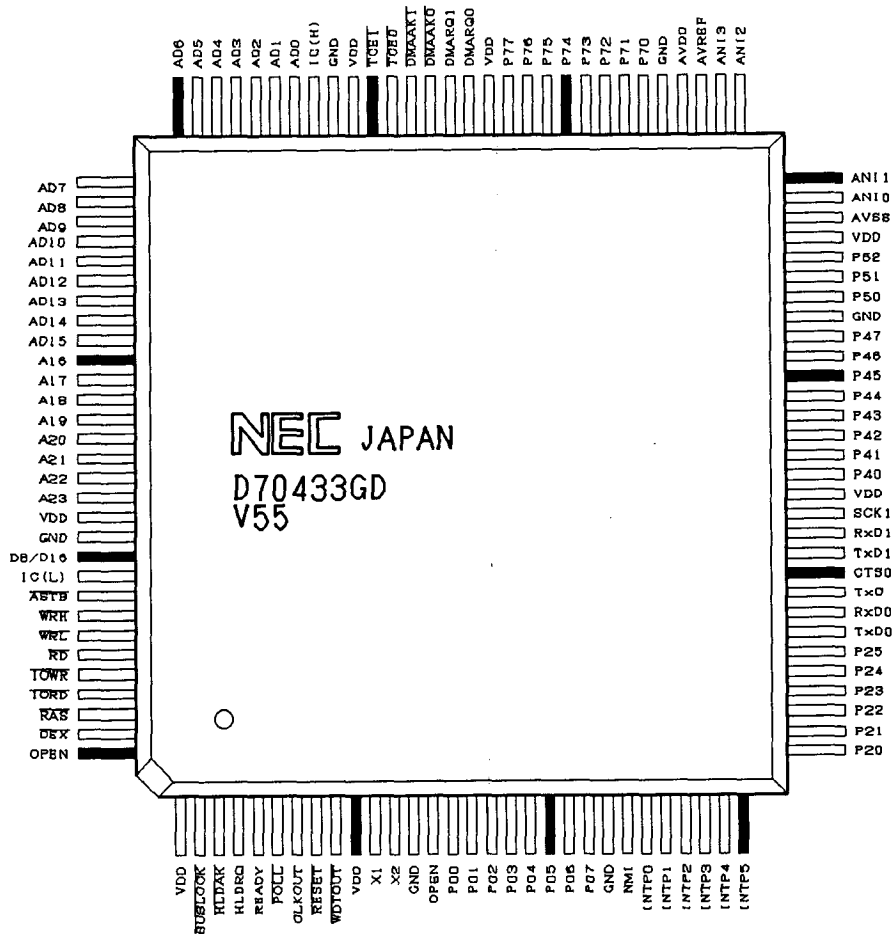 AD6
AD5
AD4
AD3
AD2
AD1
AD0
IC(H)
GND
VDD
TCE1
TCE0
DMAAK1
DMAAK0
DMARQ1
DMARQ0
VDD
P77
P76
P75
P74
P73
P72
P71
P70
GND
AVDD
AVREF
ANI3
ANI2
AD7
AD8
AD9
AD10
AD11
AD12
AD13
AD14
AD15
A16
A17
A18
A19
A20
A21
A22
A23
VDD
GND
D8/D16
IC(L)
ASTB
WRH
WRL
RD
IOWR
IORD
RAS
DEX
OPEN
NEC JAPAN
D70433GD
V55
ANI1
ANI0
AVSS
VDD
P52
P51
P50
GND
P47
P46
P45
P44
P43
P42
P41
P40
VDD
SCK1
RxD1
TxD1
CTS0
TxC
RxD0
TxD0
P25
P24
P23
P22
P21
P20
VDD
BUSLOCK
HLDAK
HLDRQ
READY
POLL
CLKOUT
RESET
WDTOUT
VDD
X1
X2
GND
OPEN
P00
P01
P02
P03
P04
P05
P06
P07
GND
NMI
INTP0
INTP1
INTP2
INTP3
INTP4
INTP5